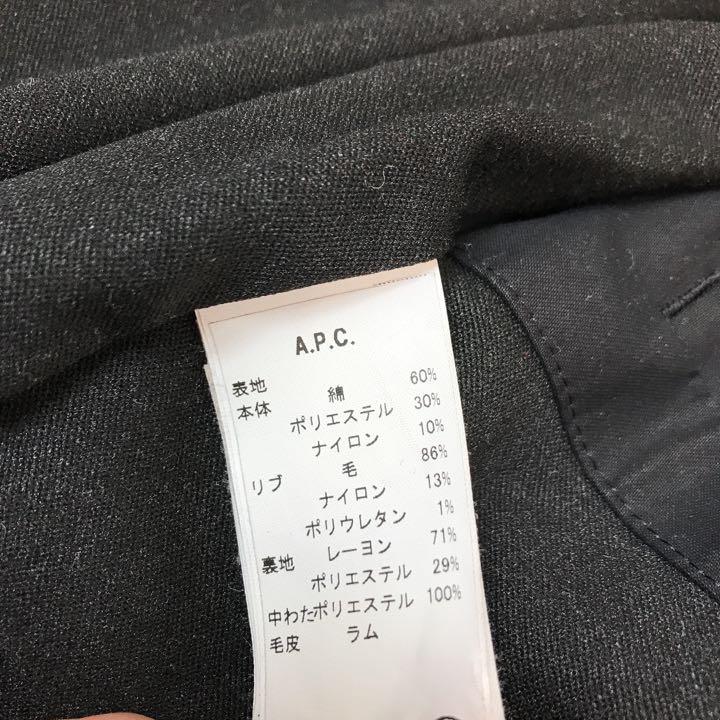 A.P.C.
表地
本体 綿 60%
ポリエステル 30%
ナイロン 10%
リブ 毛 86%
ナイロン 13%
ポリウレタン 1%
裏地 レーヨン 71%
ポリエステル 29%
中わた ポリエステル 100%
毛皮 ラム